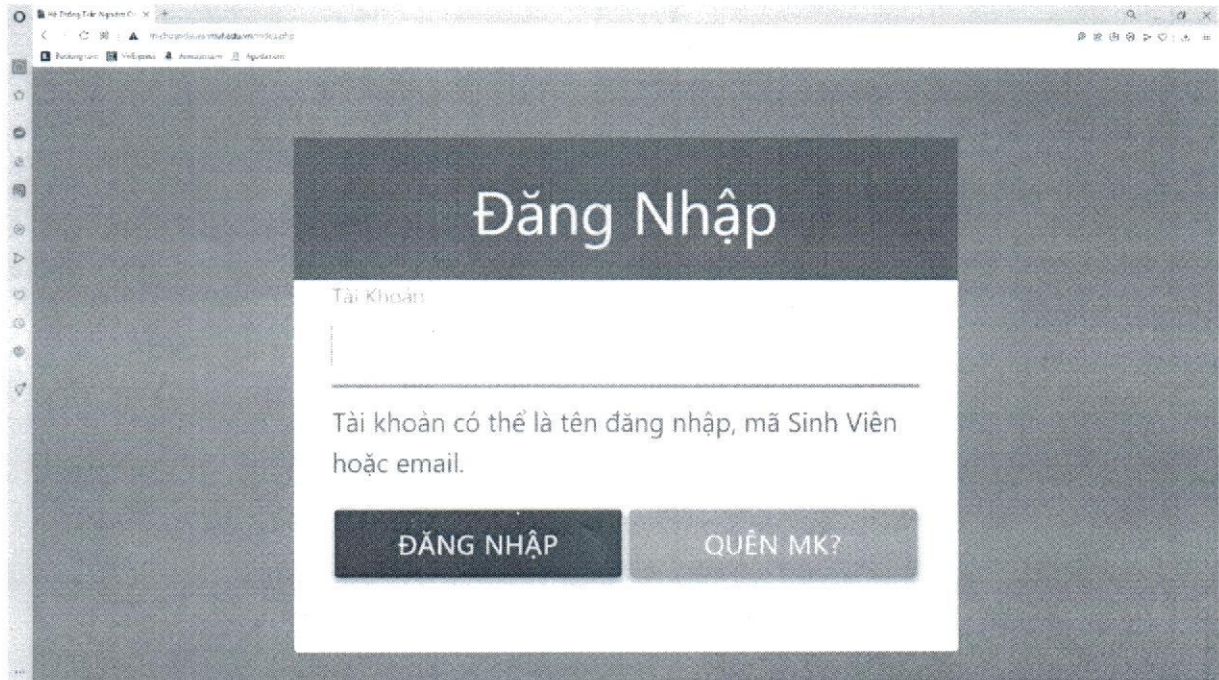 Đăng Nhập
Tài Khoản
Tài khoản có thể là tên đăng nhập, mã Sinh Viên
hoặc email.
ĐĂNG NHẬP
QUÊN MK?